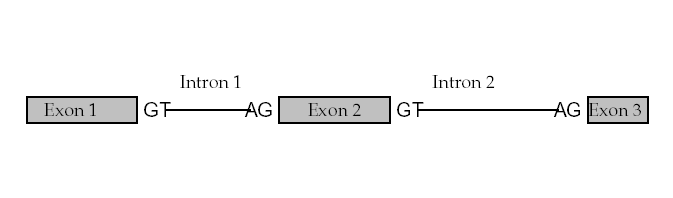 Intron 1 Intron 2
Exon 1 GT AG Exon 2 GT AG Exon 3